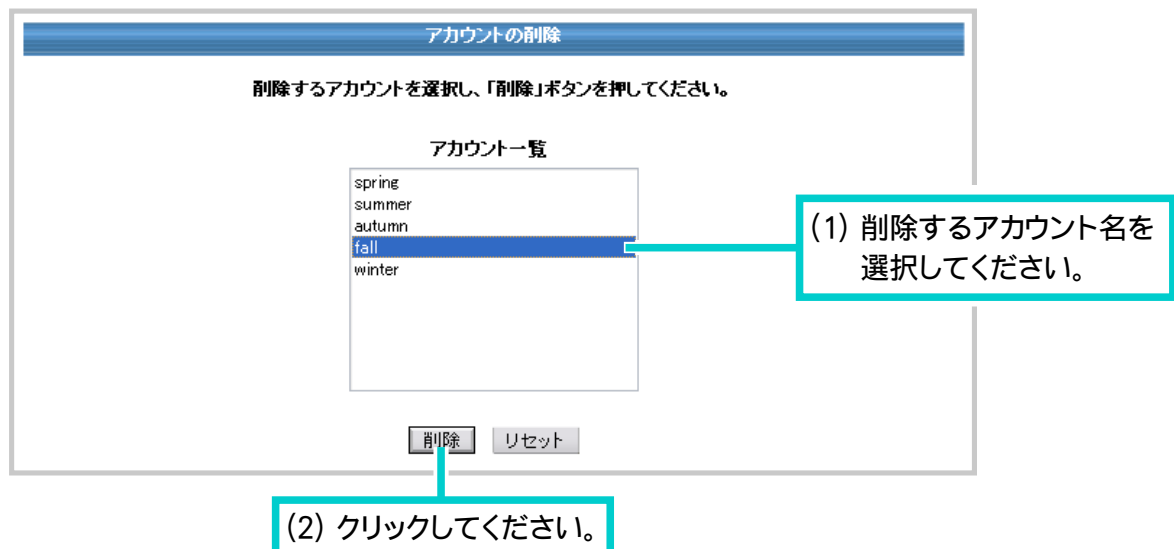 アカウントの削除
削除するアカウントを選択し、「削除」ボタンを押してください。
アカウント一覧
spring
summer
autumn
fall
winter
(1) 削除するアカウント名を
選択してください。
削除 リセット
(2) クリックしてください。